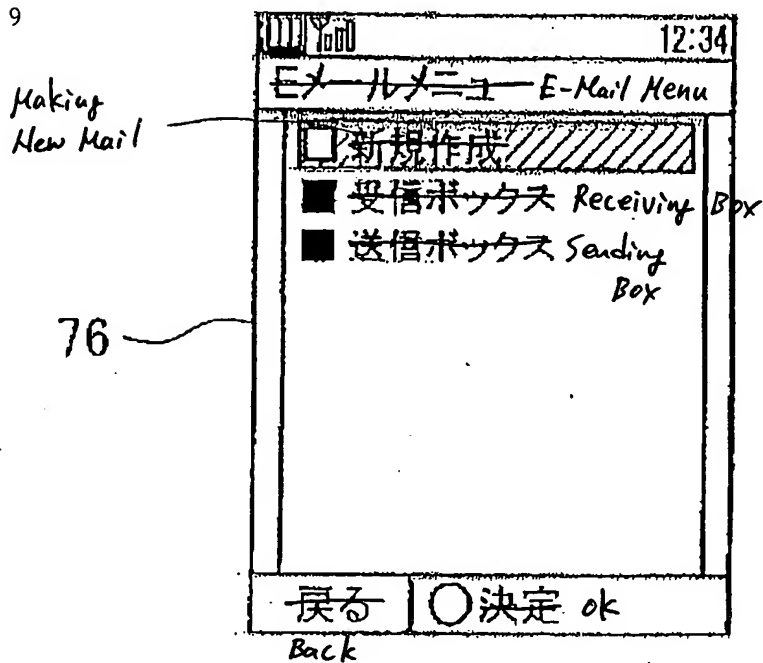 9
12:34
Eメールメニュー E-Mail Menu
Making
New Mail
新規作成
受信ボックス Receiving Box
送信ボックス Sending
Box
76
戻る ○決定 ok
Back